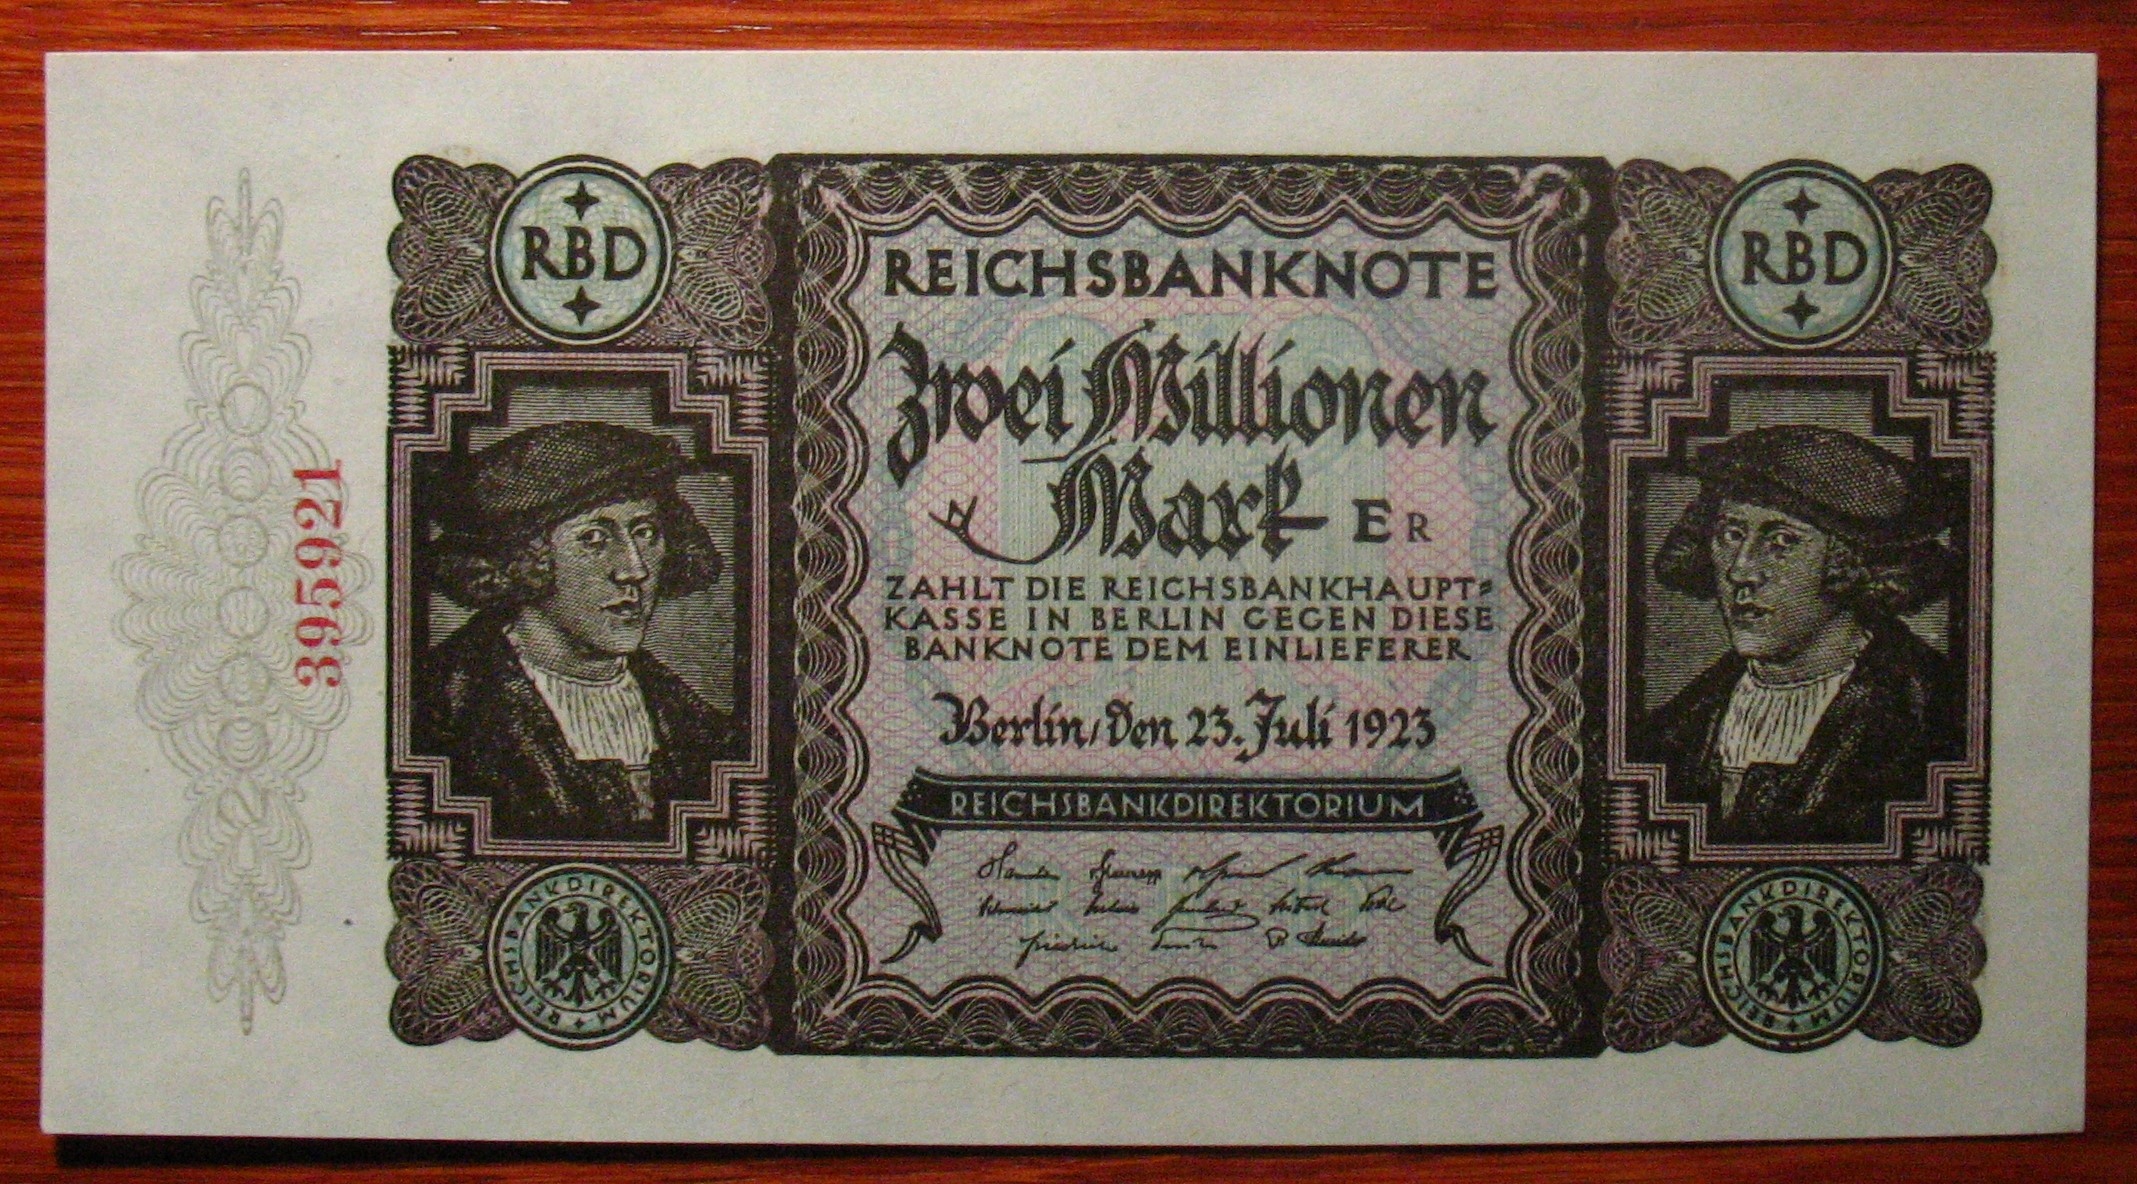 395921
RBD
REICHSBANKDIREKTORIUM
REICHSBANKNOTE
Zwei Millionen
Mark ER
ZAHLT DIE REICHSBANKHAUPT=
KASSE IN BERLIN GEGEN DIESE
BANKNOTE DEM EINLIEFERER
Berlin, den 23. Juli 1923
REICHSBANKDIREKTORIUM
RBD
REICHSBANKDIREKTORIUM